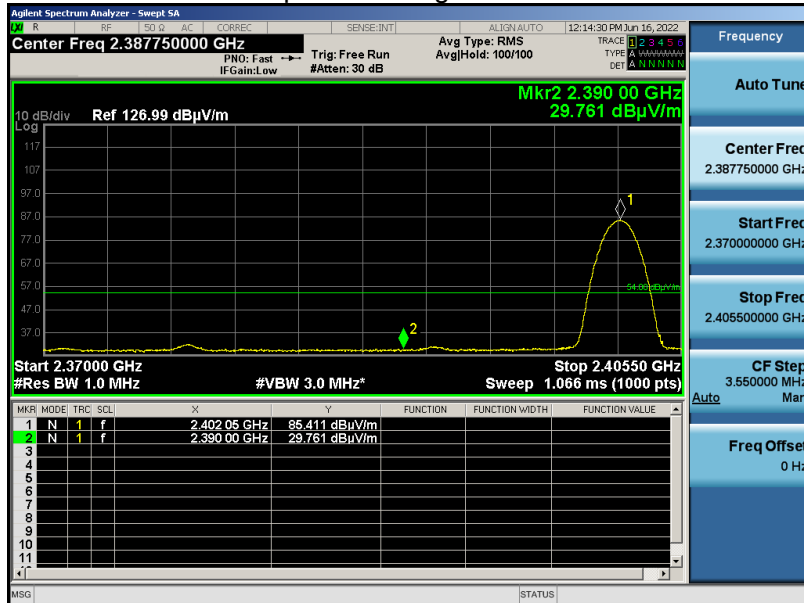 Agilent Spectrum Analyzer - Swept SA
LXI R RF 50 Ω AC CORREC SENSE:INT ALIGN AUTO 12:14:30 PM Jun 16, 2022
Center Freq 2.387750000 GHz
PNO: Fast
IFGain:Low
Trig: Free Run
#Atten: 30 dB
Avg Type: RMS
Avg|Hold: 100/100
TRACE 1 2 3 4 5 6
TYPE A
DET A N N N N N
Mkr2 2.390 00 GHz
29.761 dBµV/m
10 dB/div Ref 126.99 dBµV/m
Log
117
107
97.0
87.0
77.0
67.0
57.0
47.0
37.0
1
54.00 dBµV/m
2
Start 2.37000 GHz Stop 2.40550 GHz
#Res BW 1.0 MHz #VBW 3.0 MHz* Sweep 1.066 ms (1000 pts)
MKR MODE TRC SCL X Y FUNCTION FUNCTION WIDTH FUNCTION VALUE
1 N 1 f 2.402 05 GHz 85.411 dBµV/m
2 N 1 f 2.390 00 GHz 29.761 dBµV/m
3
4
5
6
7
8
9
10
11
MSG STATUS
Frequency
Auto Tune
Center Freq
2.387750000 GHz
Start Freq
2.370000000 GHz
Stop Freq
2.405500000 GHz
CF Step
3.550000 MHz
Auto Man
Freq Offset
0 Hz